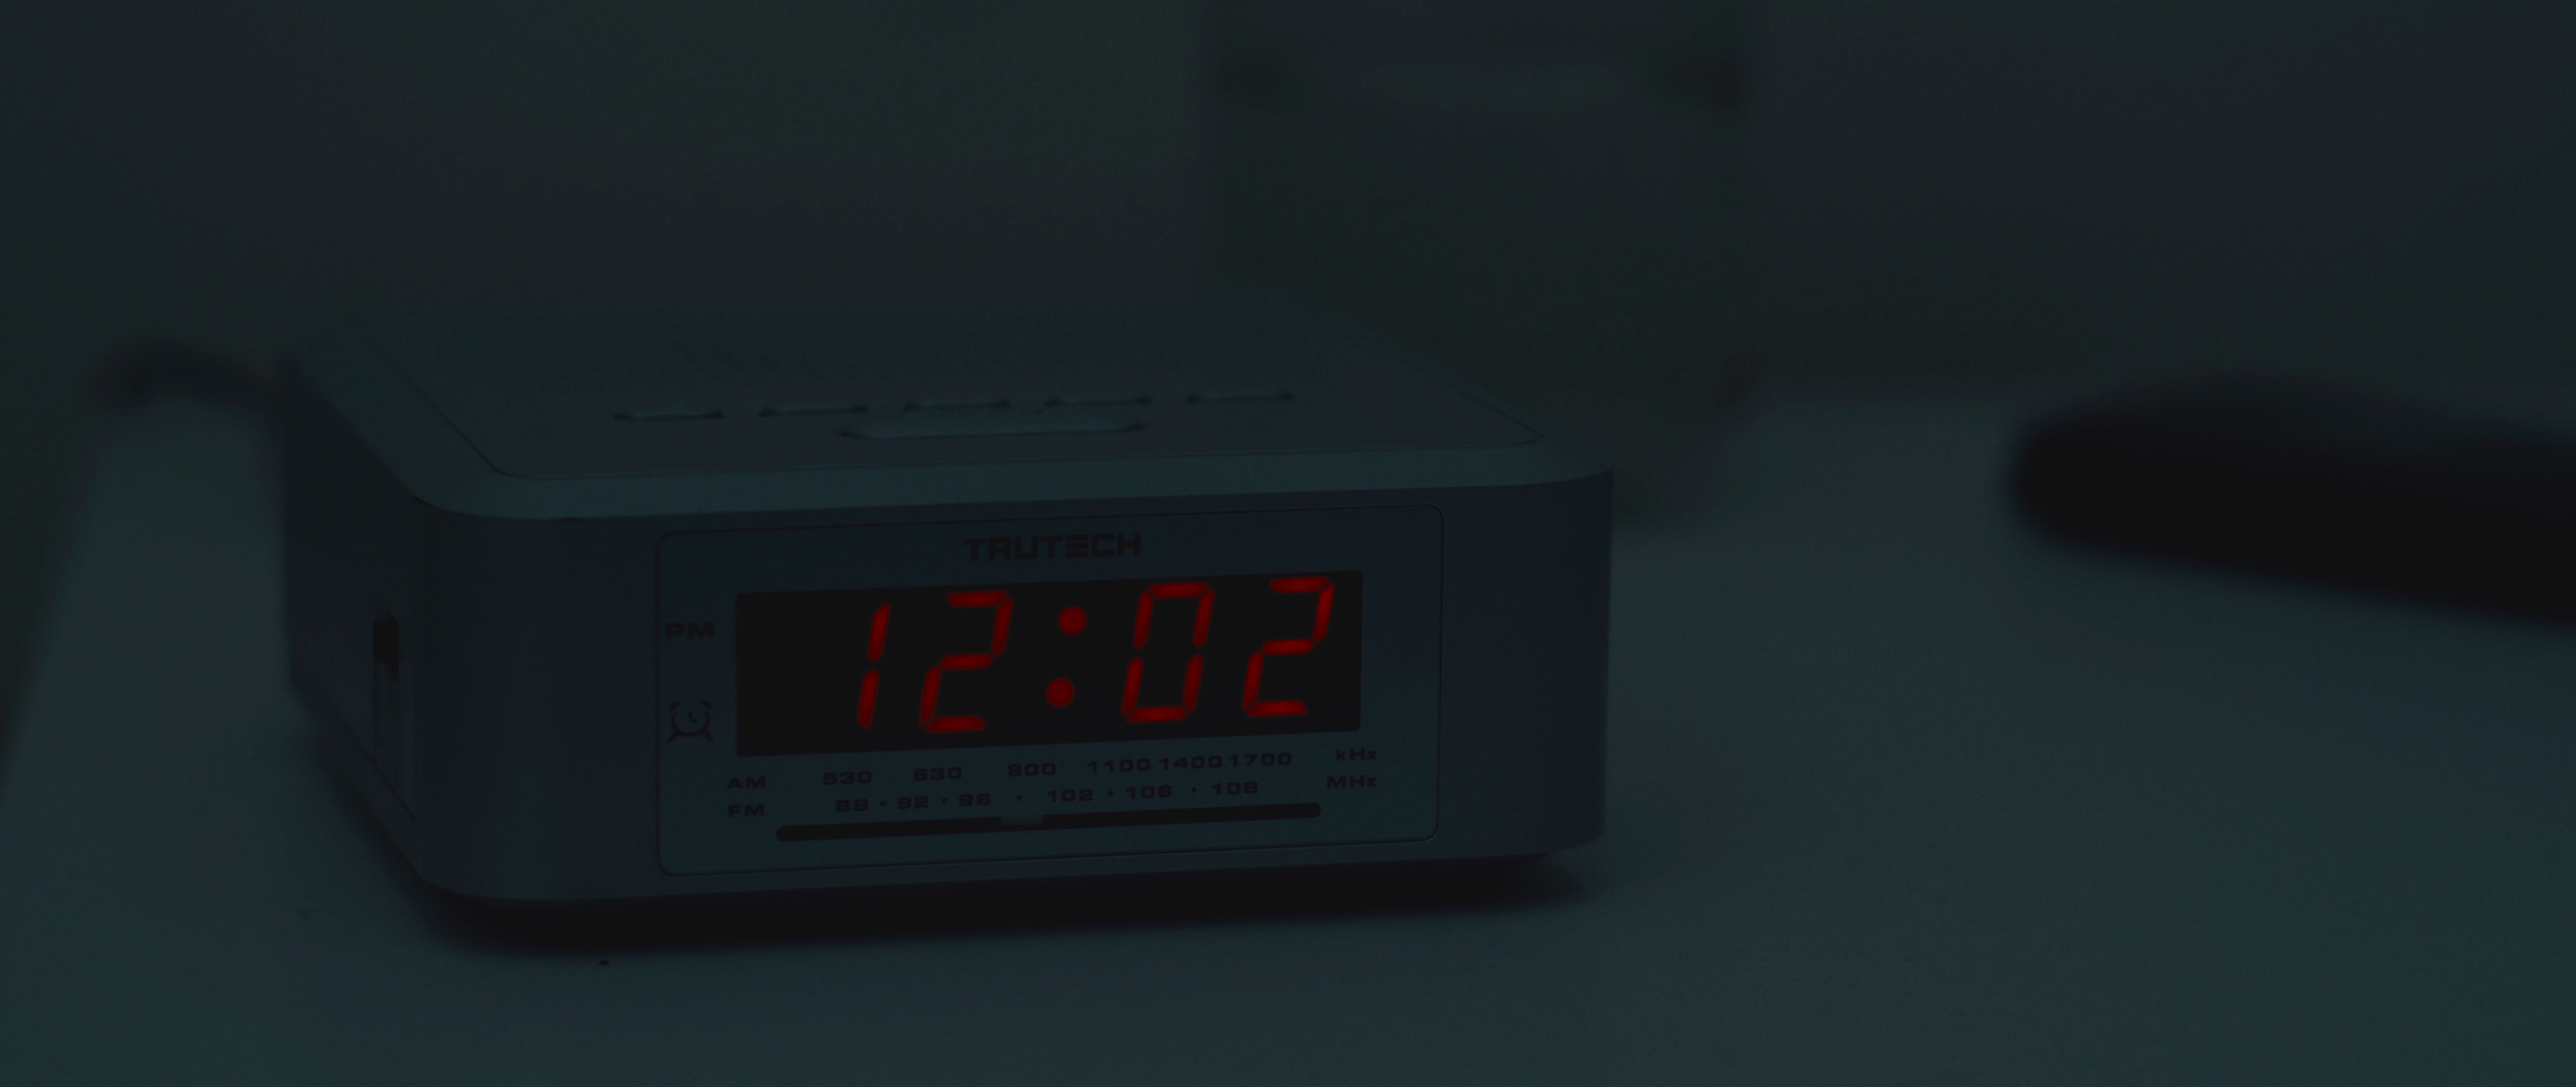 TRUTECH
PM
12:02
AM 530 630 800 1100 1400 1700 kHz
FM 88 · 92 · 96 · 102 · 106 · 108 MHz